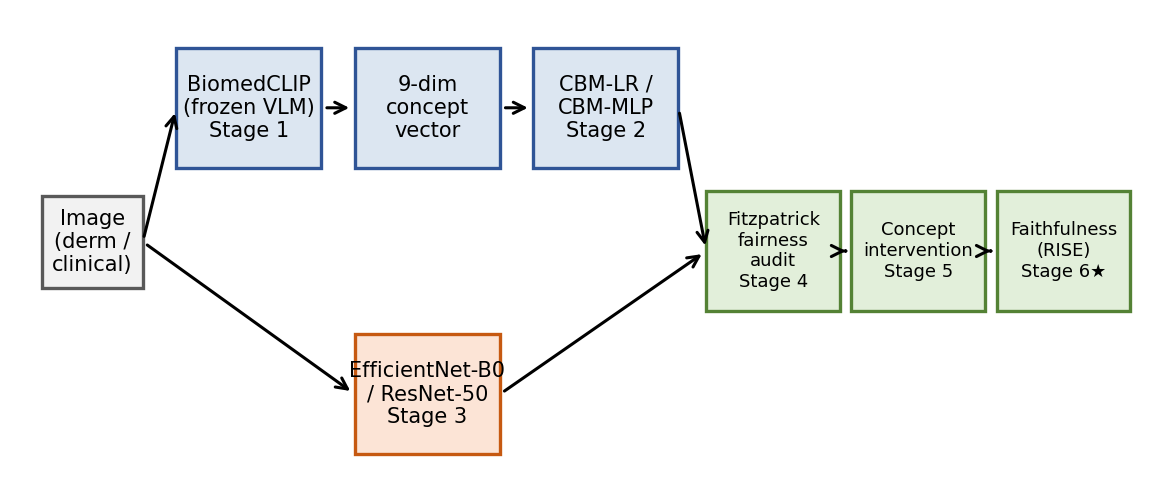 Image
(derm /
clinical)
BiomedCLIP
(frozen VLM)
Stage 1
9-dim
concept
vector
CBM-LR /
CBM-MLP
Stage 2
EfficientNet-B0
/ ResNet-50
Stage 3
Fitzpatrick
fairness
audit
Stage 4
Concept
intervention
Stage 5
Faithfulness
(RISE)
Stage 6★